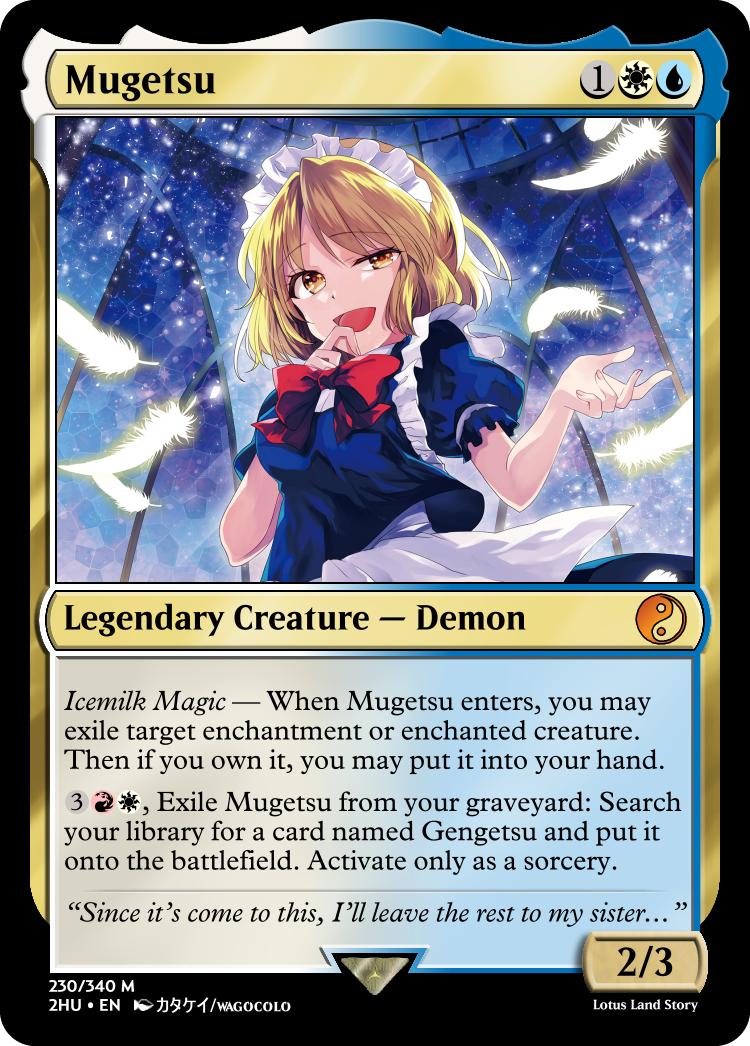 Mugetsu 1
Legendary Creature — Demon
Icemilk Magic — When Mugetsu enters, you may
exile target enchantment or enchanted creature.
Then if you own it, you may put it into your hand.
3, Exile Mugetsu from your graveyard: Search
your library for a card named Gengetsu and put it
onto the battlefield. Activate only as a sorcery.
“Since it’s come to this, I’ll leave the rest to my sister…”
2/3
230/340 M
2HU • EN カタケイ/WAGOCOLO
Lotus Land Story